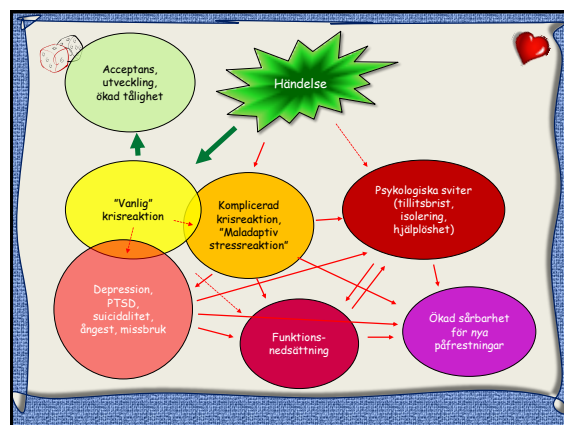 Acceptans,
utveckling,
ökad tålighet
Händelse
”Vanlig”
krisreaktion
Komplicerad
krisreaktion,
”Maladaptiv
stressreaktion”
Psykologiska sviter
(tillitsbrist,
isolering,
hjälplöshet)
Depression,
PTSD,
suicidalitet,
ångest, missbruk
Funktions-
nedsättning
Ökad sårbarhet
för nya
påfrestningar